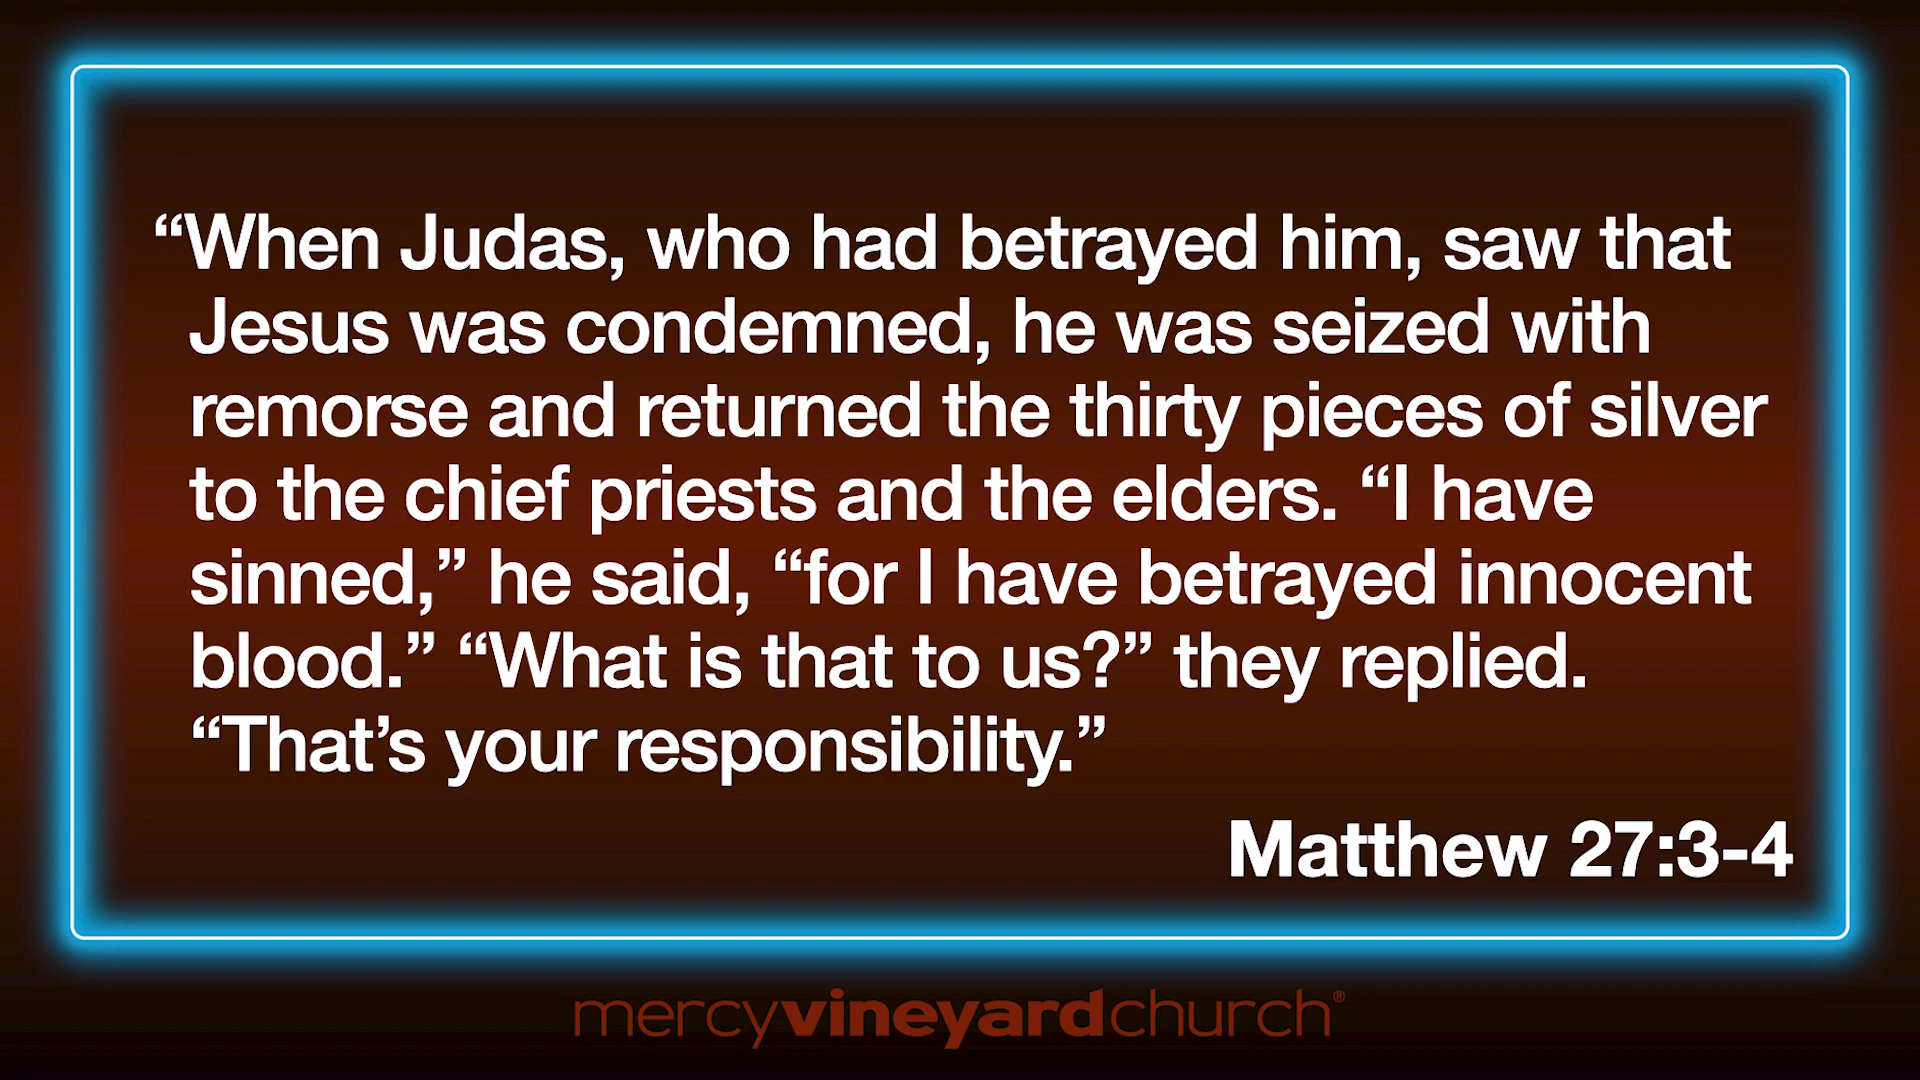 “When Judas, who had betrayed him, saw that
Jesus was condemned, he was seized with
remorse and returned the thirty pieces of silver
to the chief priests and the elders. “I have
sinned,” he said, “for I have betrayed innocent
blood.” “What is that to us?” they replied.
“That’s your responsibility.”
Matthew 27:3-4
mercyvineyardchurch®